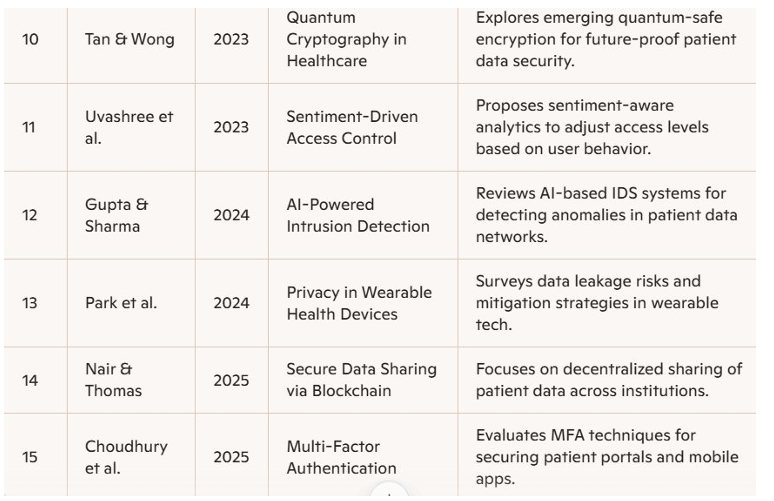 Quantum
Cryptography in
Healthcare
10
Tan & Wong
2023
Explores emerging quantum-safe
encryption for future-proof patient
data security.
11
Uvashree et
al.
2023
Sentiment-Driven
Access Control
Proposes sentiment-aware
analytics to adjust access levels
based on user behavior.
12
Gupta &
Sharma
2024
AI-Powered
Intrusion Detection
Reviews AI-based IDS systems for
detecting anomalies in patient data
networks.
13
Park et al.
2024
Privacy in Wearable
Health Devices
Surveys data leakage risks and
mitigation strategies in wearable
tech.
14
Nair &
Thomas
2025
Secure Data Sharing
via Blockchain
Focuses on decentralized sharing of
patient data across institutions.
15
Choudhury
et al.
2025
Multi-Factor
Authentication
Evaluates MFA techniques for
securing patient portals and mobile
apps.